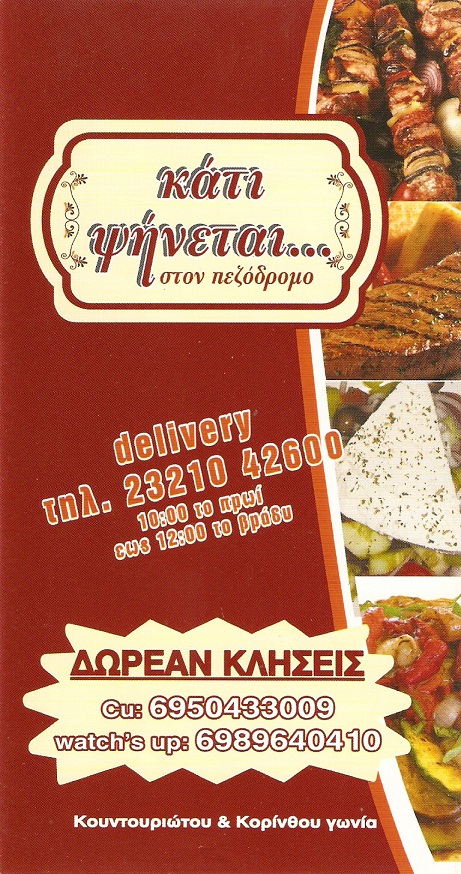 κάτι
ψήνεται...
στον πεζόδρομο
delivery
τηλ. 23210 42600
10:00 το πρωί
εως 12:00 το βράδυ
ΔΩΡΕΑΝ ΚΛΗΣΕΙΣ
Cu: 6950433009
watch's up: 6989640410
Κουντουριώτου & Κορίνθου γωνία